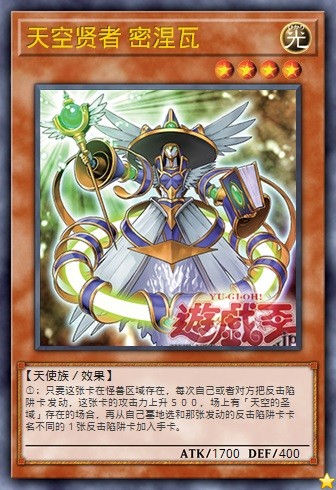 天空贤者 密涅瓦
光
YU-GI-OH!
遊戯王
【天使族／效果】
①：只要这张卡在怪兽区域存在，每次自己或者对方把反击陷
阱卡发动，这张卡的攻击力上升５００，场上有「天空的圣
域」存在的场合，再从自己墓地选和那张发动的反击陷阱卡卡
名不同的１张反击陷阱卡加入手卡。
ATK/1700 DEF/400